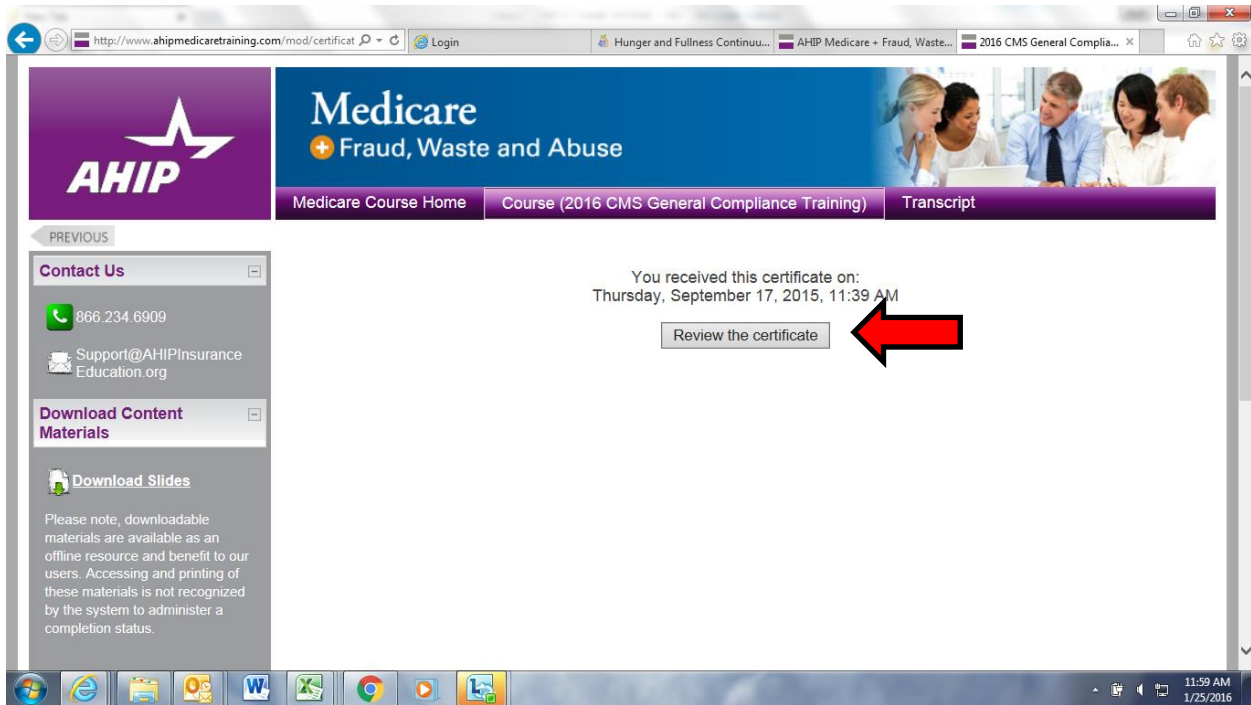 http://www.ahipmedicaretraining.com/mod/certificat
Login
Hunger and Fullness Continuu...
AHIP Medicare + Fraud, Waste...
2016 CMS General Complia...
AHIP
Medicare
Fraud, Waste and Abuse
Medicare Course Home
Course (2016 CMS General Compliance Training)
Transcript
PREVIOUS
Contact Us
866.234.6909
Support@AHIPInsurance
Education.org
Download Content
Materials
Download Slides
Please note, downloadable
materials are available as an
offline resource and benefit to our
users. Accessing and printing of
these materials is not recognized
by the system to administer a
completion status.
You received this certificate on:
Thursday, September 17, 2015, 11:39 AM
Review the certificate
11:59 AM
1/25/2016